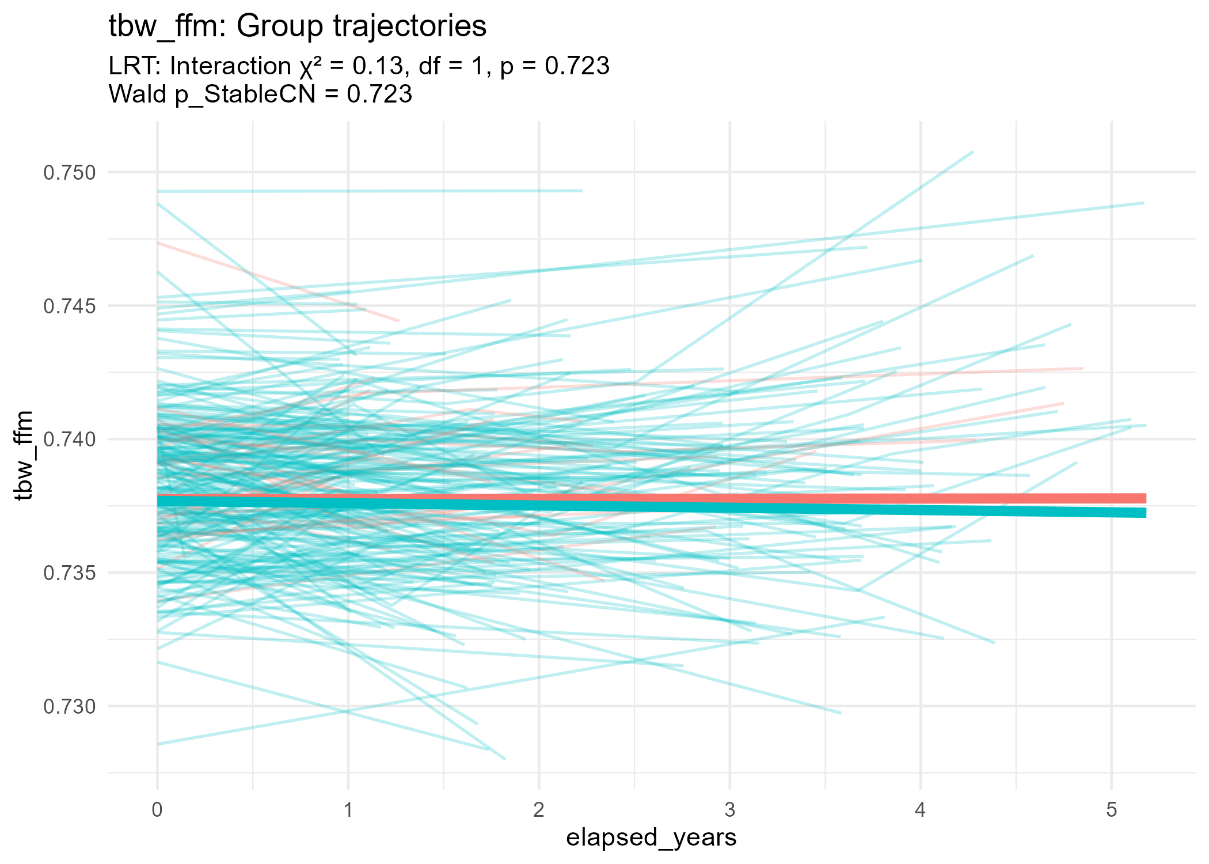 tbw_ffm: Group trajectories
LRT: Interaction χ² = 0.13, df = 1, p = 0.723
Wald p_StableCN = 0.723
0.750
0.745
0.740
0.735
0.730
tbw_ffm
0 1 2 3 4 5
elapsed_years